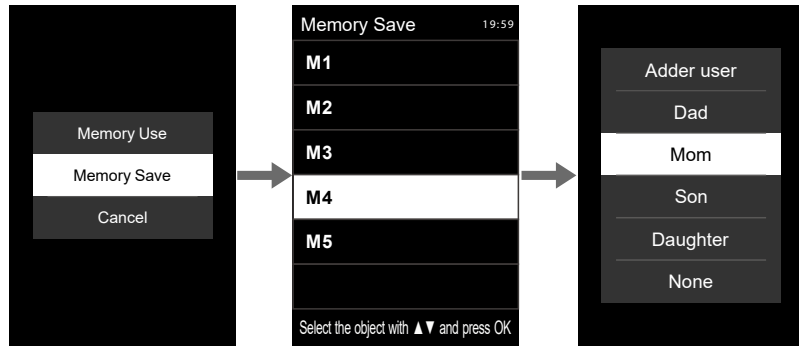 Memory Use
Memory Save
Cancel
Memory Save 19:59
M1
M2
M3
M4
M5
Select the object with ▲▼ and press OK
Adder user
Dad
Mom
Son
Daughter
None